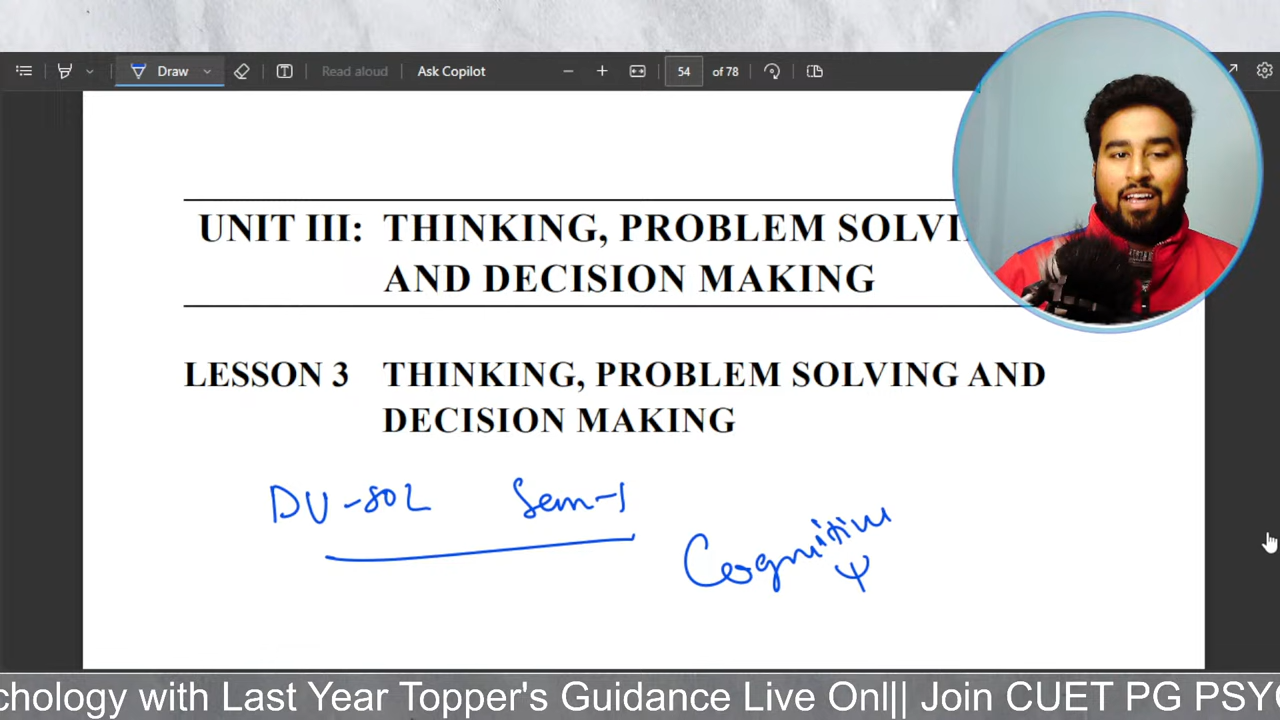 Draw
Read aloud
Ask Copilot
54 of 78
UNIT III: THINKING, PROBLEM SOLVI
AND DECISION MAKING
LESSON 3 THINKING, PROBLEM SOLVING AND
DECISION MAKING
DU-SOL Sem-1
Cognitive
ψ
chology with Last Year Topper's Guidance Live Onl|| Join CUET PG PSYC